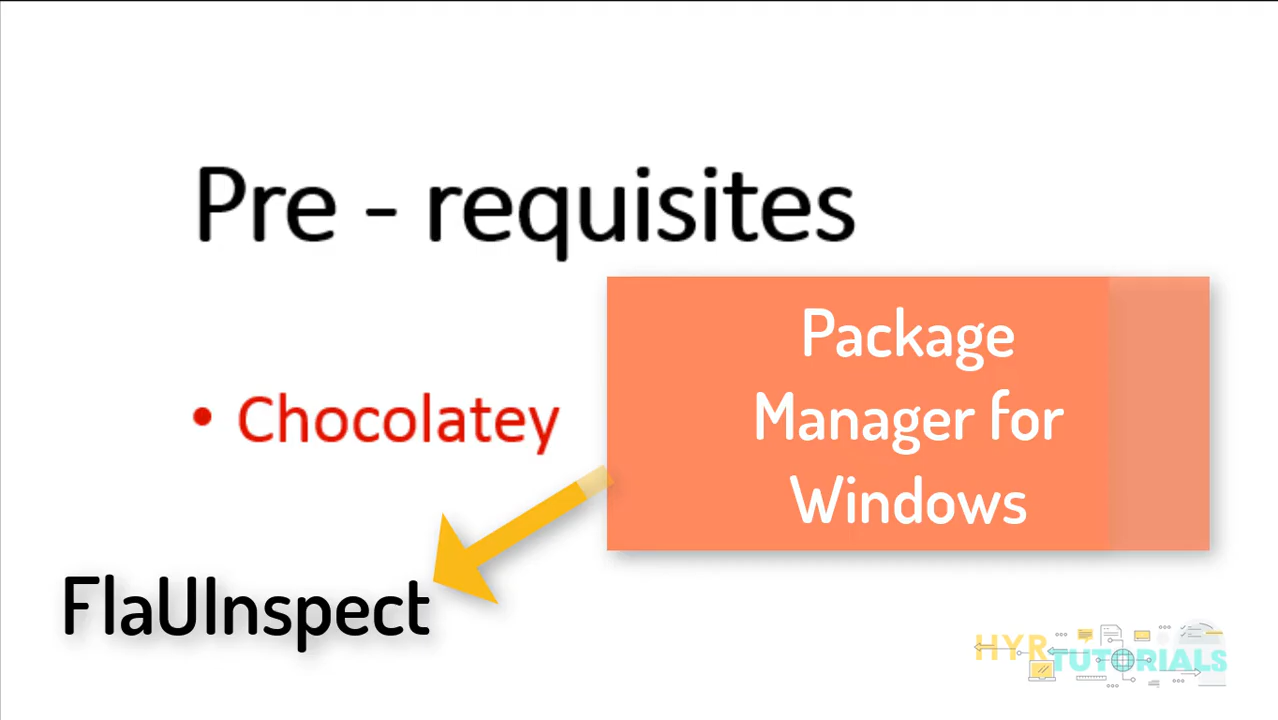 Pre - requisites
• Chocolatey
Package
Manager for
Windows
FlaUInspect
HYR
TUTORIALS